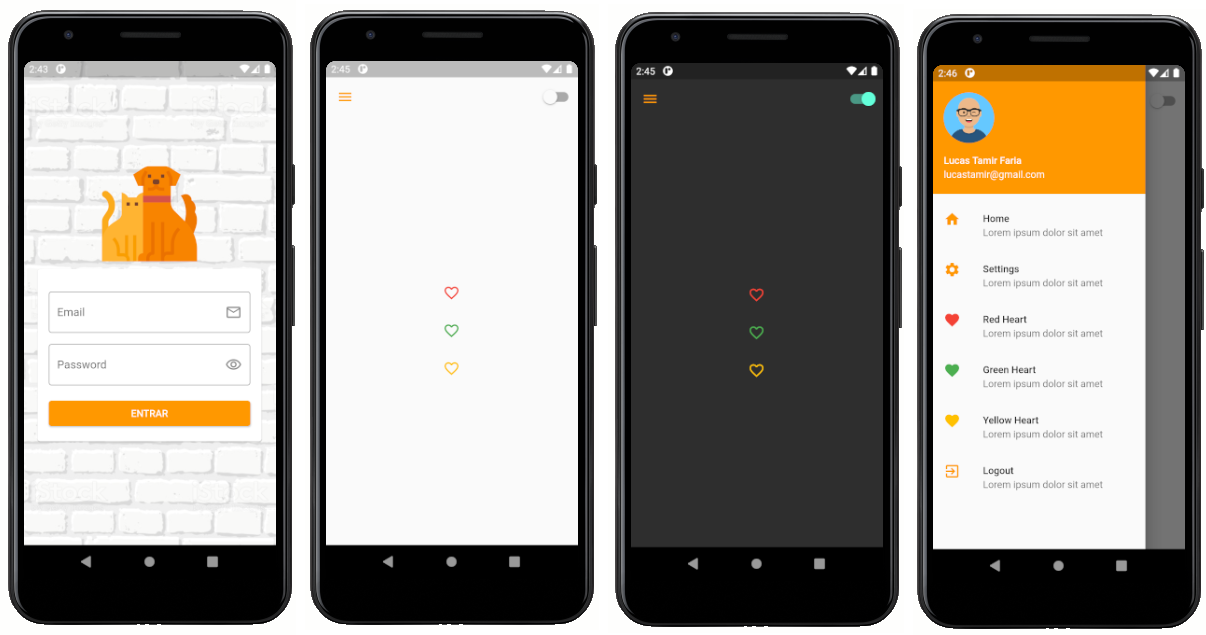 2:43
Email
Password
ENTRAR
iStock
2:45
2:45
2:46
Lucas Tamir Faria
lucastamir@gmail.com
Home
Lorem ipsum dolor sit amet
Settings
Lorem ipsum dolor sit amet
Red Heart
Lorem ipsum dolor sit amet
Green Heart
Lorem ipsum dolor sit amet
Yellow Heart
Lorem ipsum dolor sit amet
Logout
Lorem ipsum dolor sit amet